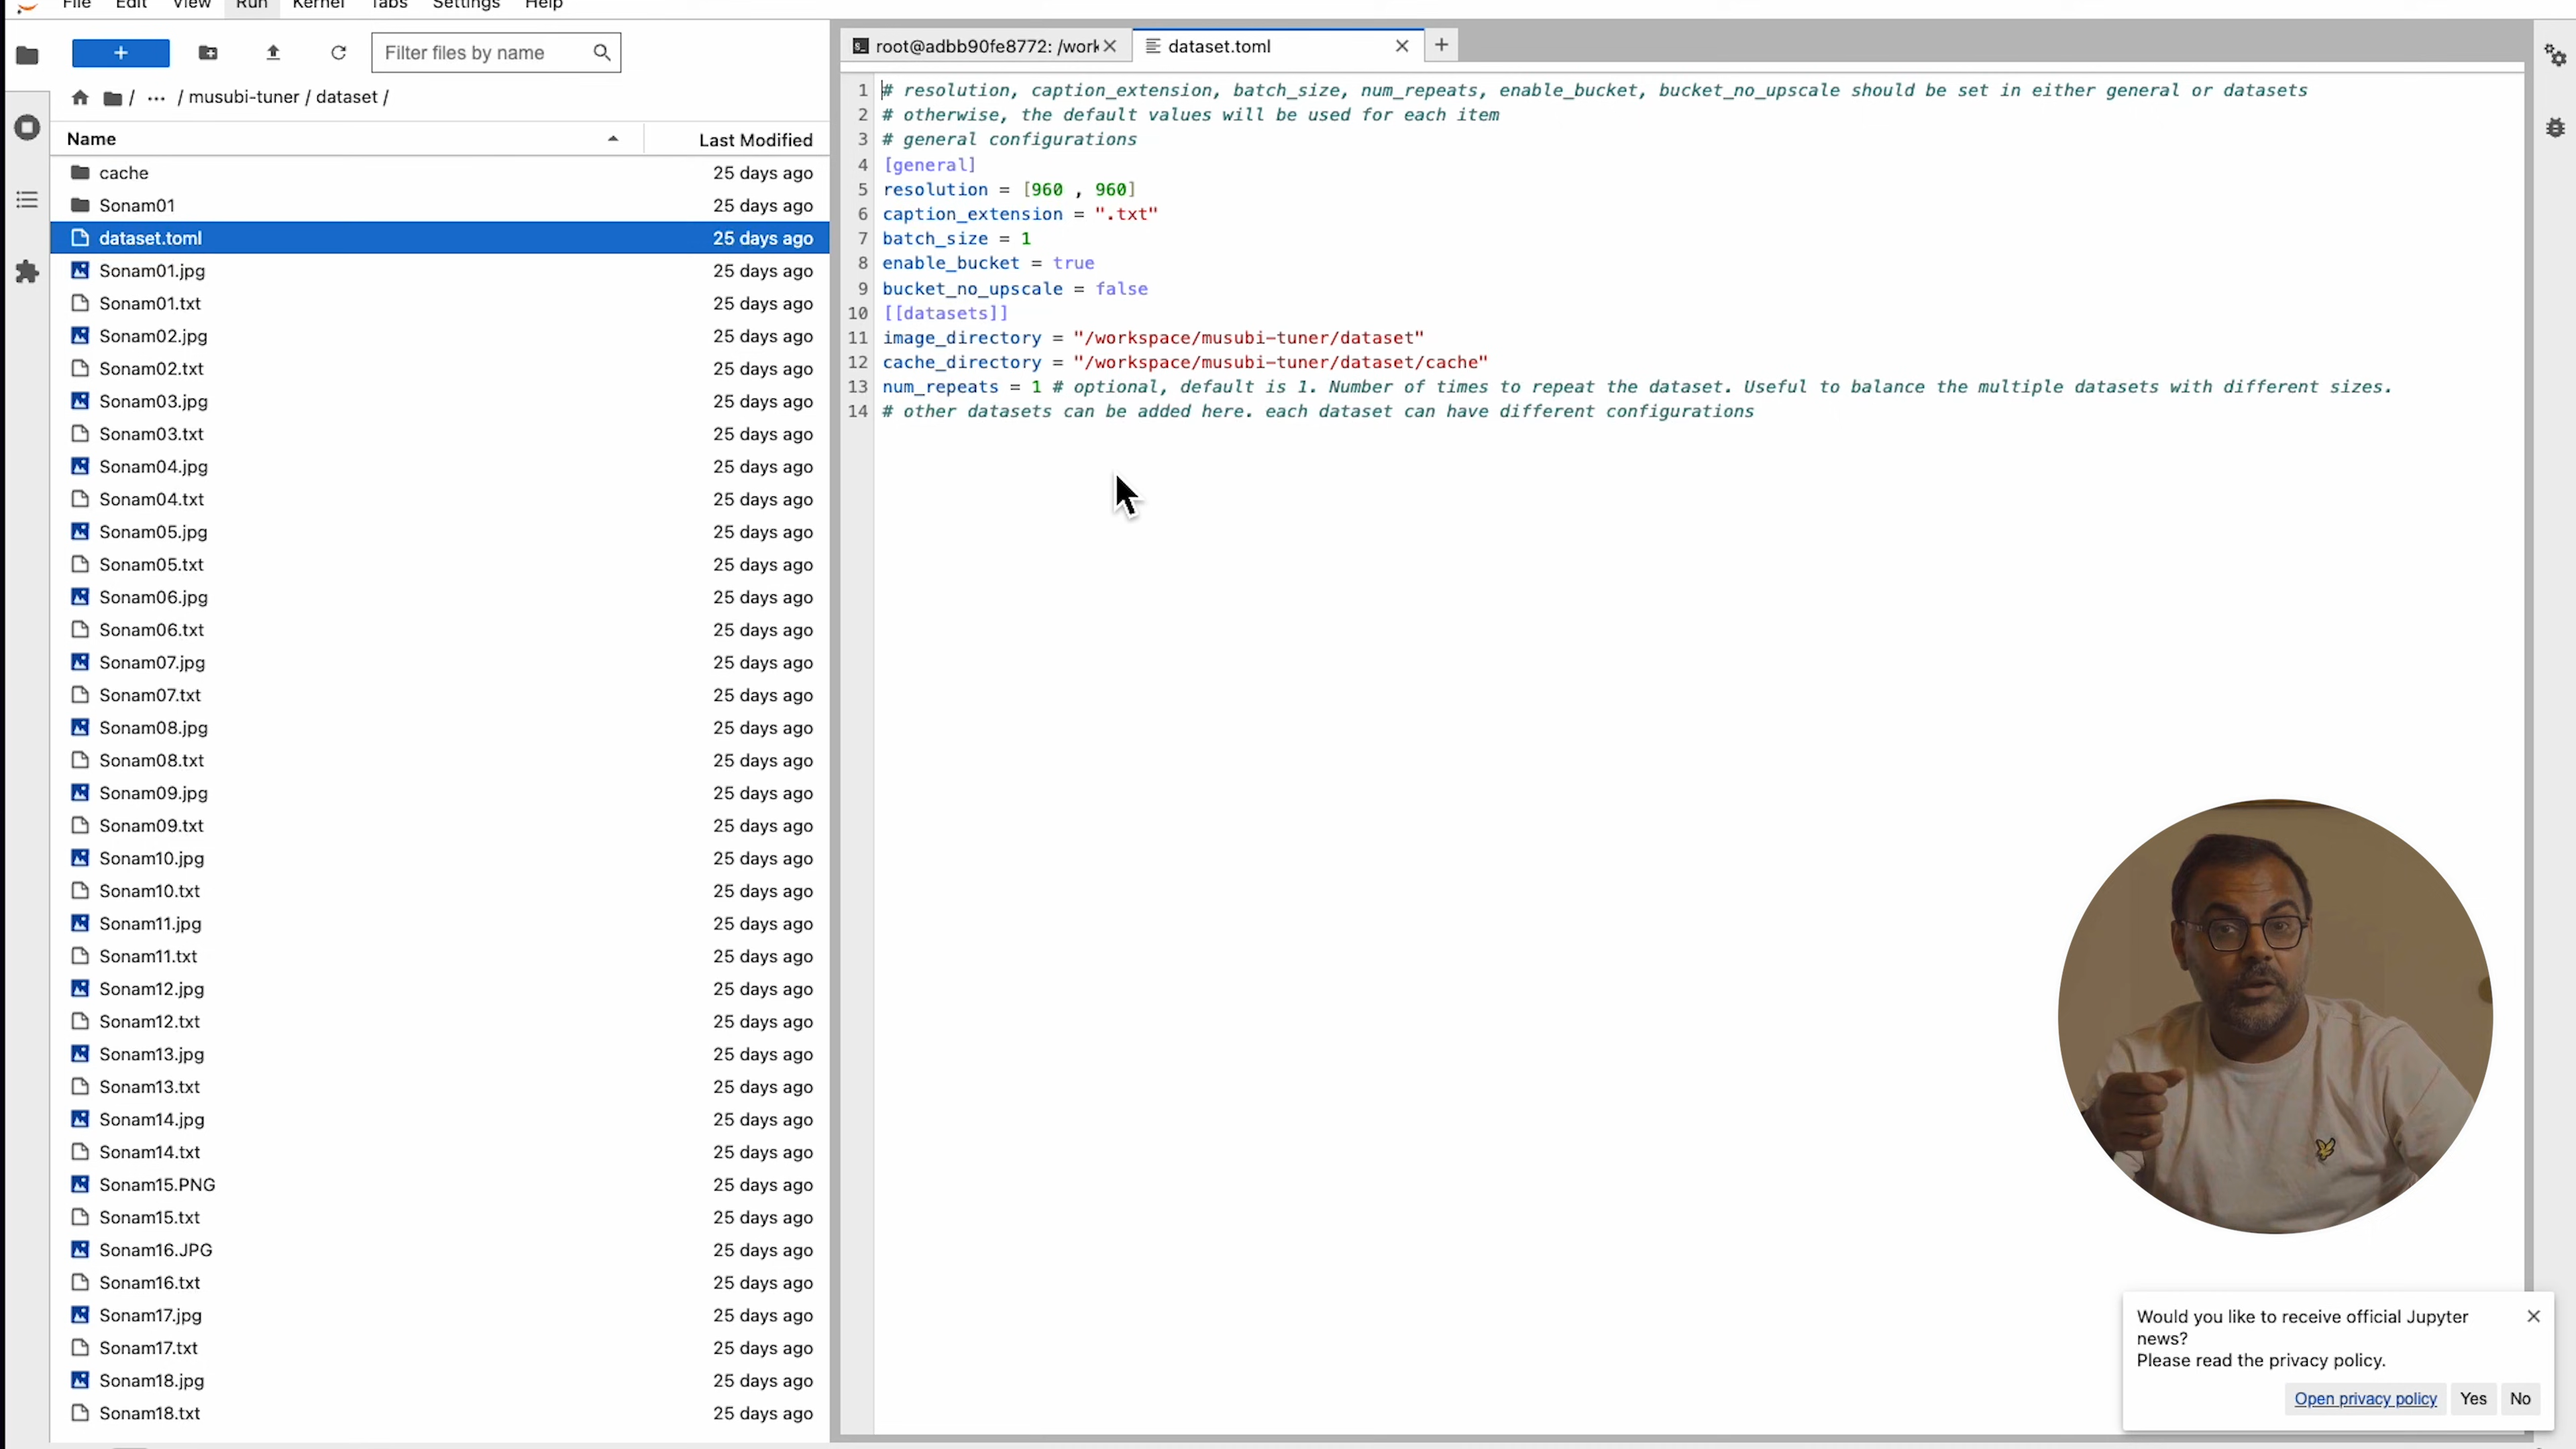 File Edit View Run Kernel Tabs Settings Help
+
Filter files by name
/ ... / musubi-tuner / dataset /
Name Last Modified
cache 25 days ago
Sonam01 25 days ago
dataset.toml 25 days ago
Sonam01.jpg 25 days ago
Sonam01.txt 25 days ago
Sonam02.jpg 25 days ago
Sonam02.txt 25 days ago
Sonam03.jpg 25 days ago
Sonam03.txt 25 days ago
Sonam04.jpg 25 days ago
Sonam04.txt 25 days ago
Sonam05.jpg 25 days ago
Sonam05.txt 25 days ago
Sonam06.jpg 25 days ago
Sonam06.txt 25 days ago
Sonam07.jpg 25 days ago
Sonam07.txt 25 days ago
Sonam08.jpg 25 days ago
Sonam08.txt 25 days ago
Sonam09.jpg 25 days ago
Sonam09.txt 25 days ago
Sonam10.jpg 25 days ago
Sonam10.txt 25 days ago
Sonam11.jpg 25 days ago
Sonam11.txt 25 days ago
Sonam12.jpg 25 days ago
Sonam12.txt 25 days ago
Sonam13.jpg 25 days ago
Sonam13.txt 25 days ago
Sonam14.jpg 25 days ago
Sonam14.txt 25 days ago
Sonam15.PNG 25 days ago
Sonam15.txt 25 days ago
Sonam16.JPG 25 days ago
Sonam16.txt 25 days ago
Sonam17.jpg 25 days ago
Sonam17.txt 25 days ago
Sonam18.jpg 25 days ago
Sonam18.txt 25 days ago
root@adbb90fe8772: /work dataset.toml
1 # resolution, caption_extension, batch_size, num_repeats, enable_bucket, bucket_no_upscale should be set in either general or datasets
2 # otherwise, the default values will be used for each item
3 # general configurations
4 [general]
5 resolution = [960 , 960]
6 caption_extension = ".txt"
7 batch_size = 1
8 enable_bucket = true
9 bucket_no_upscale = false
10 [[datasets]]
11 image_directory = "/workspace/musubi-tuner/dataset"
12 cache_directory = "/workspace/musubi-tuner/dataset/cache"
13 num_repeats = 1 # optional, default is 1. Number of times to repeat the dataset. Useful to balance the multiple datasets with different sizes.
14 # other datasets can be added here. each dataset can have different configurations
Would you like to receive official Jupyter
news?
Please read the privacy policy.
Open privacy policy Yes No